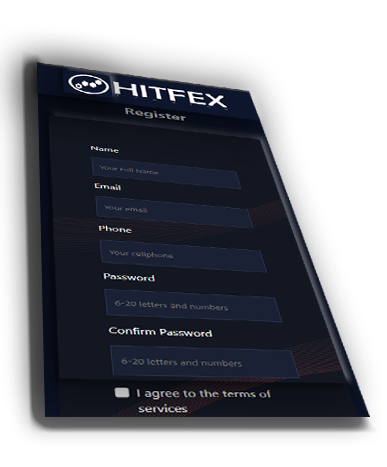 HITFEX
Register
Name
Your Full Name
Email
Your email
Phone
Your cellphone
Password
6-20 letters and numbers
Confirm Password
6-20 letters and numbers
I agree to the terms of
services